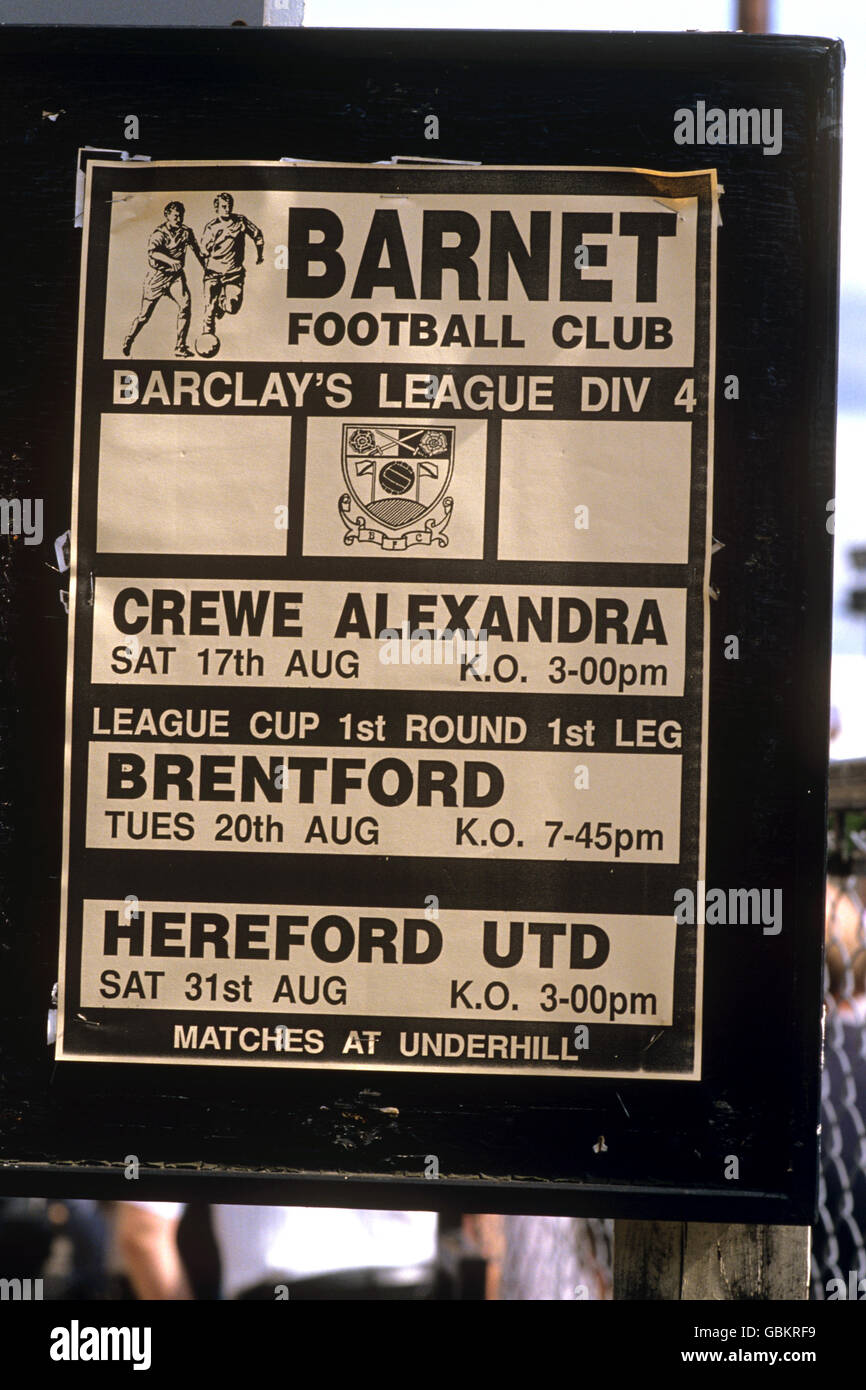 BARNET
FOOTBALL CLUB
BARCLAY'S LEAGUE DIV 4
B F C
CREWE ALEXANDRA
SAT 17th AUG K.O. 3-00pm
LEAGUE CUP 1st ROUND 1st LEG
BRENTFORD
TUES 20th AUG K.O. 7-45pm
HEREFORD UTD
SAT 31st AUG K.O. 3-00pm
MATCHES AT UNDERHILL
alamy stock photo
GBKRF9
www.alamy.com